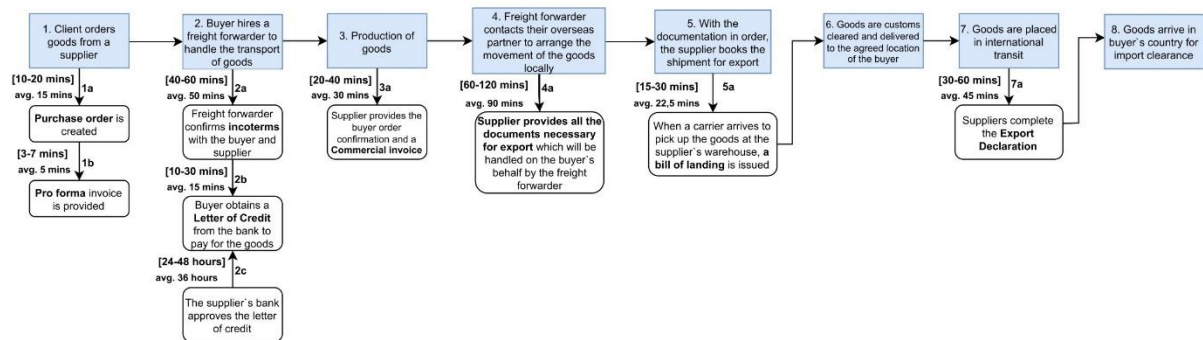 1. Client orders
goods from a
supplier
[10-20 mins]
avg. 15 mins
1a
Purchase order is
created
[3-7 mins]
avg. 5 mins
1b
Pro forma invoice
is provided
2. Buyer hires a
freight forwarder to
handle the transport
of goods
[40-60 mins]
avg. 50 mins
2a
Freight forwarder
confirms incoterms
with the buyer and
supplier
[10-30 mins]
avg. 15 mins
2b
Buyer obtains a
Letter of Credit
from the bank to
pay for the goods
[24-48 hours]
avg. 36 hours
2c
The supplier`s bank
approves the letter
of credit
3. Production of
goods
[20-40 mins]
avg. 30 mins
3a
Supplier provides the
buyer order
confirmation and a
Commercial invoice
4. Freight forwarder
contacts their overseas
partner to arrange the
movement of the goods
locally
[60-120 mins]
avg. 90 mins
4a
Supplier provides all the
documents necessary
for export which will be
handled on the buyer`s
behalf by the freight
forwarder
5. With the
documentation in order,
the supplier books the
shipment for export
[15-30 mins]
avg. 22,5 mins
5a
When a carrier arrives to
pick up the goods at the
supplier`s warehouse, a
bill of landing is issued
6. Goods are customs
cleared and delivered
to the agreed location
of the buyer
7. Goods are placed
in international
transit
[30-60 mins]
avg. 45 mins
7a
Suppliers complete
the Export
Declaration
8. Goods arrive in
buyer`s country for
import clearance